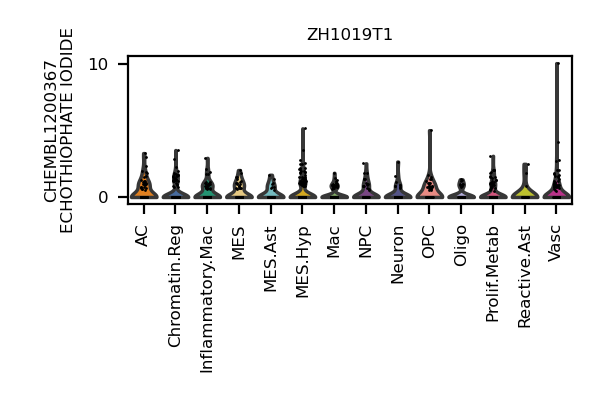 ZH1019T1
CHEMBL1200367
ECHOTHIOPHATE IODIDE
10
0
AC
Chromatin.Reg
Inflammatory.Mac
MES
MES.Ast
MES.Hyp
Mac
NPC
Neuron
OPC
Oligo
Prolif.Metab
Reactive.Ast
Vasc